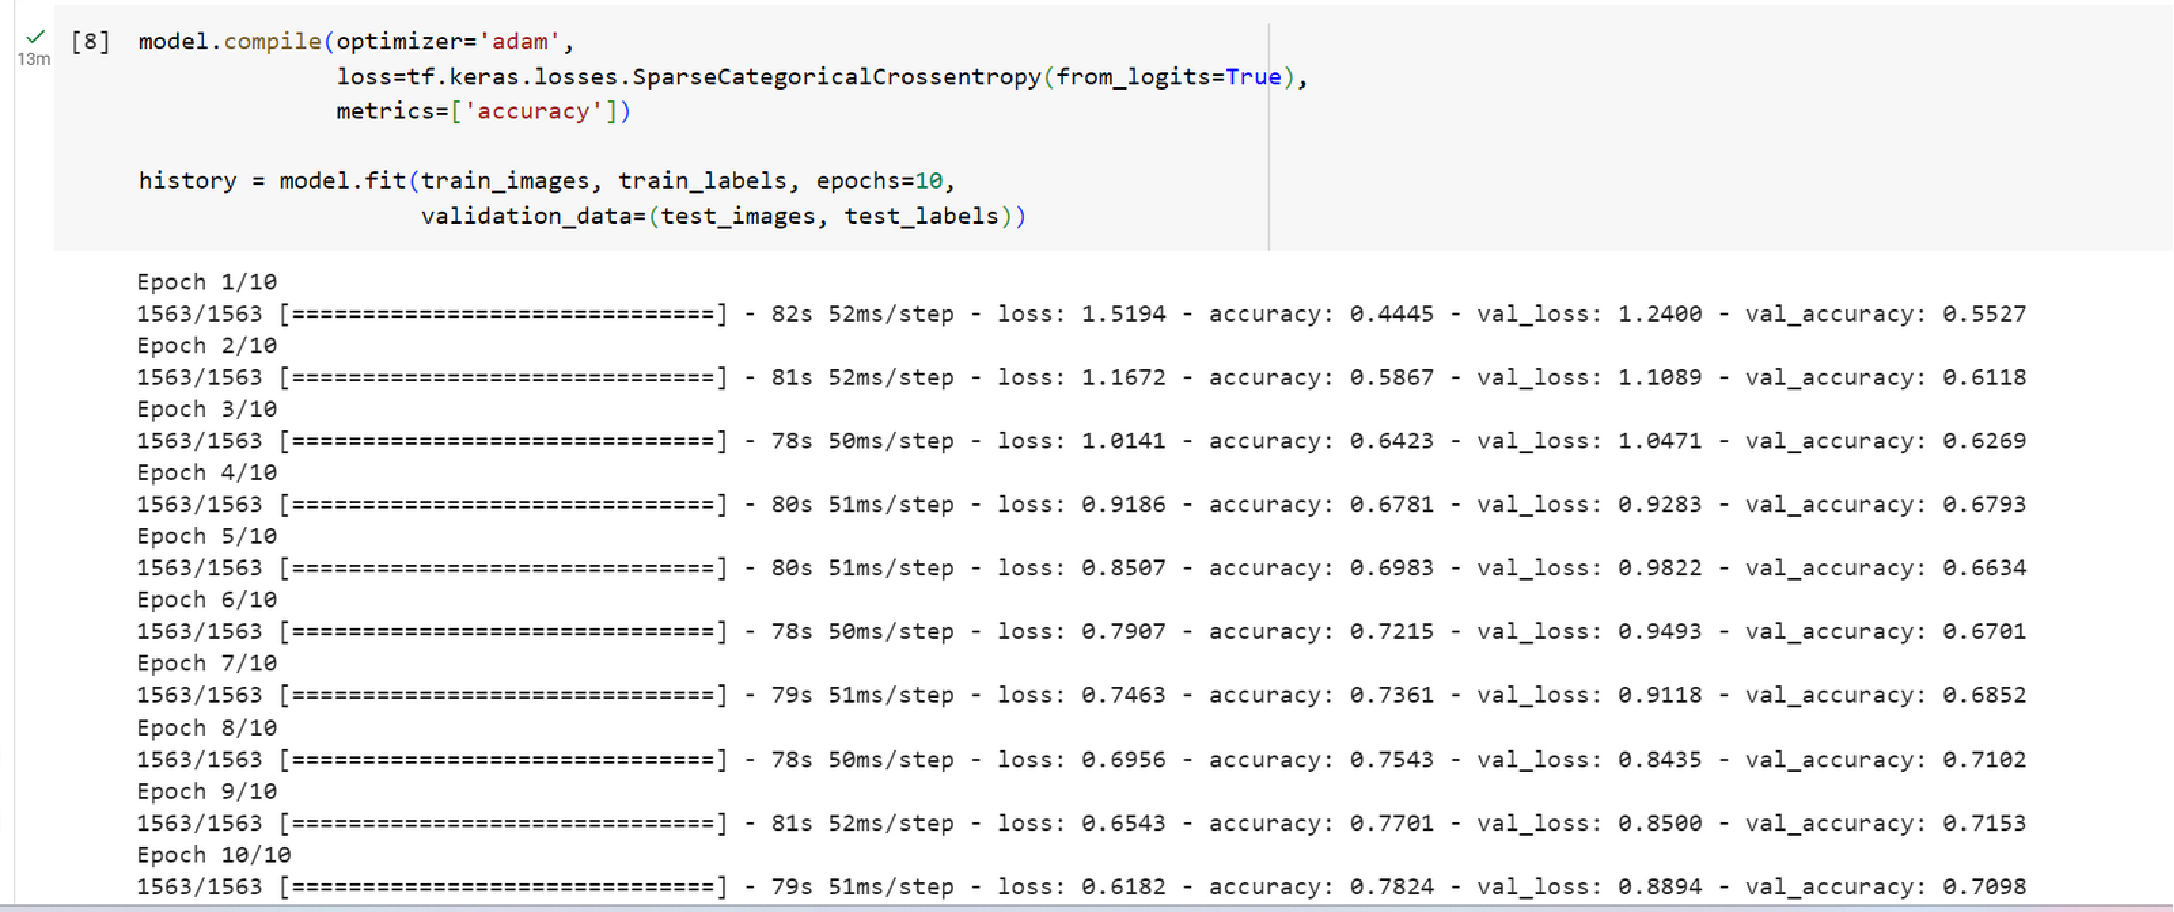 [8] model.compile(optimizer='adam',
13m
loss=tf.keras.losses.SparseCategoricalCrossentropy(from_logits=True),
metrics=['accuracy'])
history = model.fit(train_images, train_labels, epochs=10,
validation_data=(test_images, test_labels))
Epoch 1/10
1563/1563 [==============================] - 82s 52ms/step - loss: 1.5194 - accuracy: 0.4445 - val_loss: 1.2400 - val_accuracy: 0.5527
Epoch 2/10
1563/1563 [==============================] - 81s 52ms/step - loss: 1.1672 - accuracy: 0.5867 - val_loss: 1.1089 - val_accuracy: 0.6118
Epoch 3/10
1563/1563 [==============================] - 78s 50ms/step - loss: 1.0141 - accuracy: 0.6423 - val_loss: 1.0471 - val_accuracy: 0.6269
Epoch 4/10
1563/1563 [==============================] - 80s 51ms/step - loss: 0.9186 - accuracy: 0.6781 - val_loss: 0.9283 - val_accuracy: 0.6793
Epoch 5/10
1563/1563 [==============================] - 80s 51ms/step - loss: 0.8507 - accuracy: 0.6983 - val_loss: 0.9822 - val_accuracy: 0.6634
Epoch 6/10
1563/1563 [==============================] - 78s 50ms/step - loss: 0.7907 - accuracy: 0.7215 - val_loss: 0.9493 - val_accuracy: 0.6701
Epoch 7/10
1563/1563 [==============================] - 79s 51ms/step - loss: 0.7463 - accuracy: 0.7361 - val_loss: 0.9118 - val_accuracy: 0.6852
Epoch 8/10
1563/1563 [==============================] - 78s 50ms/step - loss: 0.6956 - accuracy: 0.7543 - val_loss: 0.8435 - val_accuracy: 0.7102
Epoch 9/10
1563/1563 [==============================] - 81s 52ms/step - loss: 0.6543 - accuracy: 0.7701 - val_loss: 0.8500 - val_accuracy: 0.7153
Epoch 10/10
1563/1563 [==============================] - 79s 51ms/step - loss: 0.6182 - accuracy: 0.7824 - val_loss: 0.8894 - val_accuracy: 0.7098